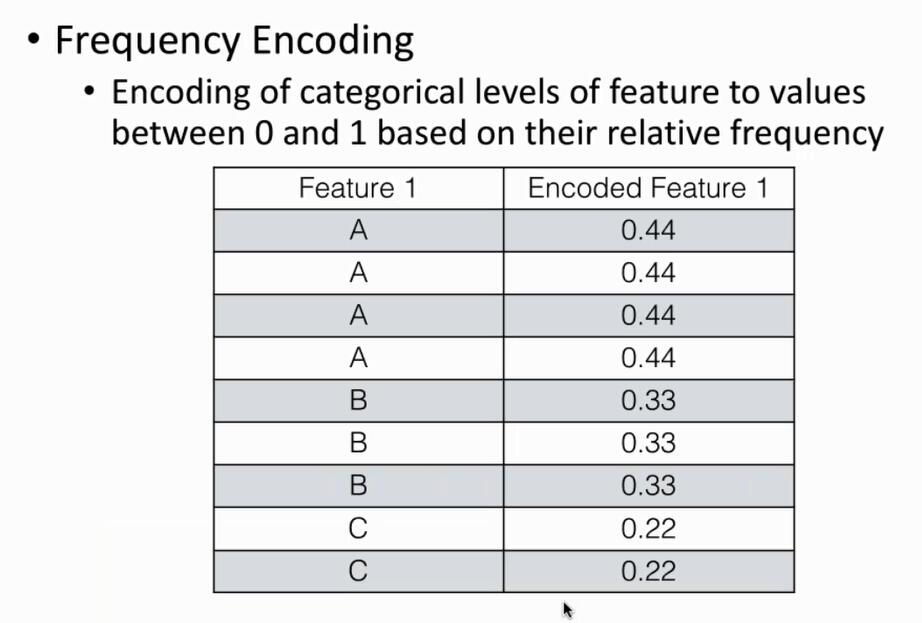 • Frequency Encoding
• Encoding of categorical levels of feature to values
between 0 and 1 based on their relative frequency
Feature 1 Encoded Feature 1
A 0.44
A 0.44
A 0.44
A 0.44
B 0.33
B 0.33
B 0.33
C 0.22
C 0.22